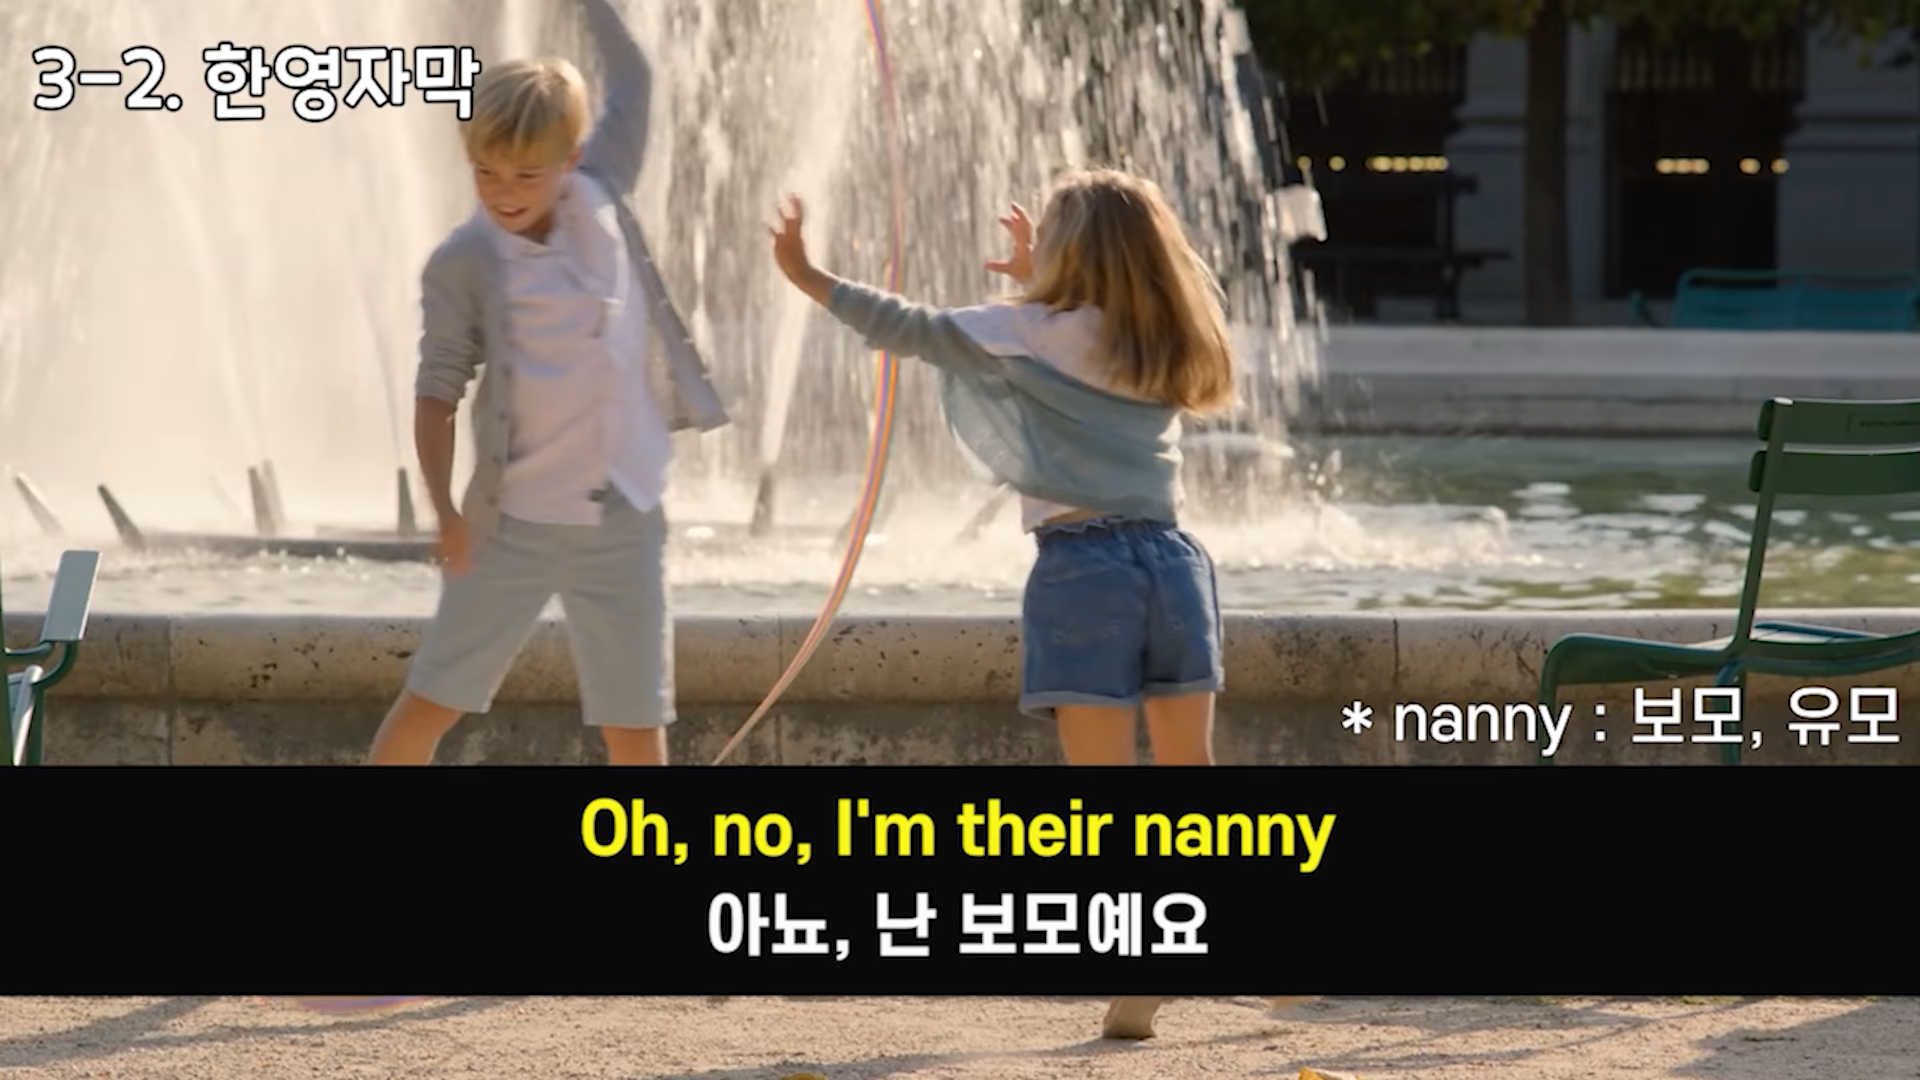 3-2. 한영자막
* nanny : 보모, 유모
Oh, no, I'm their nanny
아뇨, 난 보모예요